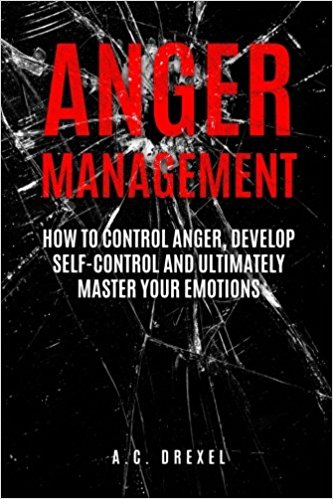 ANGER
MANAGEMENT
HOW TO CONTROL ANGER, DEVELOP
SELF-CONTROL AND ULTIMATELY
MASTER YOUR EMOTIONS
A.C. DREXEL